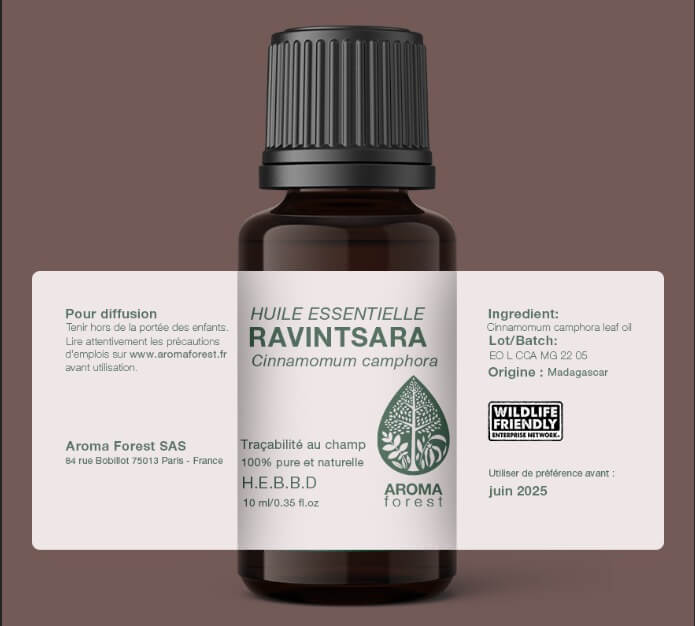 Pour diffusion
Tenir hors de la portée des enfants.
Lire attentivement les précautions
d'emplois sur www.aromaforest.fr
avant utilisation.
Aroma Forest SAS
84 rue Bobillot 75013 Paris - France
HUILE ESSENTIELLE
RAVINTSARA
Cinnamomum camphora
Traçabilité au champ
100% pure et naturelle
H.E.B.B.D
10 ml/0.35 fl.oz
AROMA
forest
Ingredient:
Cinnamomum camphora leaf oil
Lot/Batch:
EO L CCA MG 22 05
Origine : Madagascar
WILDLIFE
FRIENDLY
ENTERPRISE NETWORK
Utiliser de préférence avant :
juin 2025